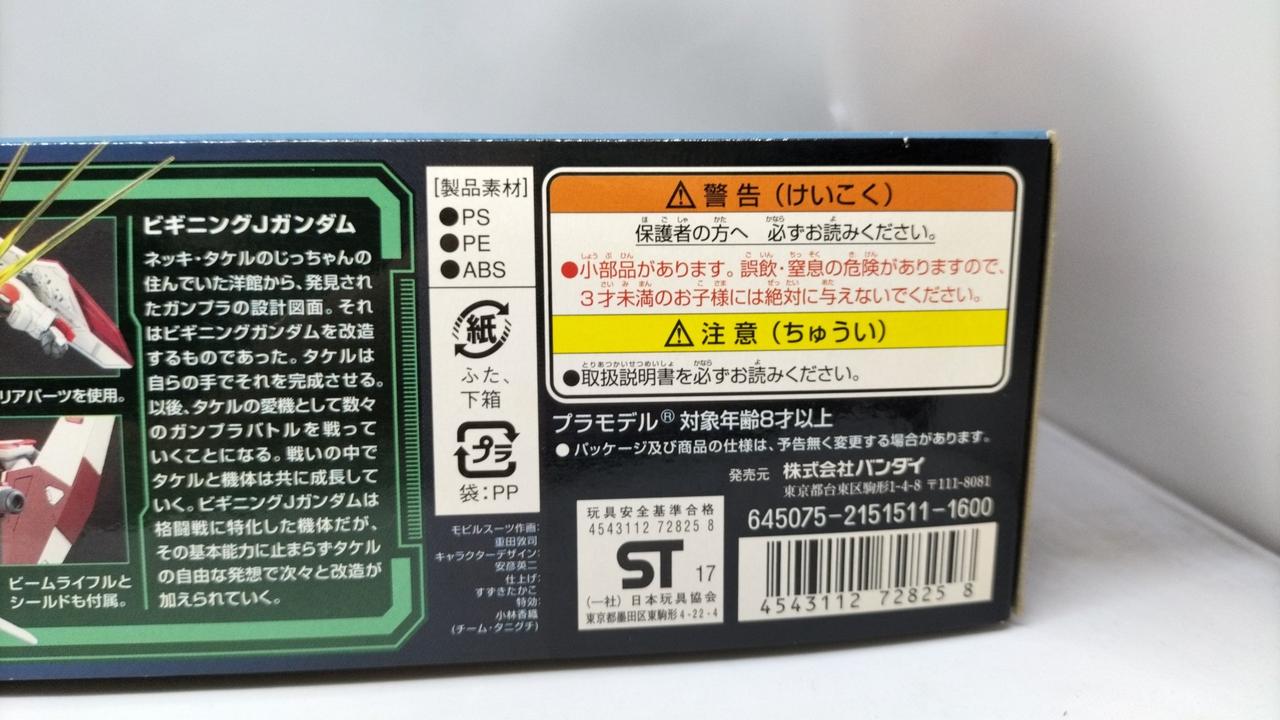 リアパーツを使用。
ビームライフルと
シールドも付属。
ビギニングJガンダム
ネッキ・タケルのじっちゃんの
住んでいた洋館から、発見され
たガンプラの設計図面。それ
はビギニングガンダムを改造
するものであった。タケルは
自らの手でそれを完成させる。
以後、タケルの愛機として数々
のガンプラバトルを戦って
いくことになる。戦いの中で
タケルと機体は共に成長して
いく。ビギニングJガンダムは
格闘戦に特化した機体だが、
その基本能力に止まらずタケル
の自由な発想で次々と改造が
加えられていく。
[製品素材]
●PS
●PE
●ABS
紙
ふた、
下箱
プラ
袋:PP
モビルスーツ作画:
重田敦司
キャラクターデザイン:
安彦英二
仕上げ:
すずきたかこ
特効:
小林香織
(チーム・タニグチ)
警告(けいこく)
保護者の方へ 必ずお読みください。
●小部品があります。誤飲・窒息の危険がありますので、
3才未満のお子様には絶対に与えないでください。
注意(ちゅうい)
●取扱説明書を必ずお読みください。
プラモデル® 対象年齢8才以上
●パッケージ及び商品の仕様は、予告無く変更する場合があります。
発売元 株式会社バンダイ
東京都台東区駒形1-4-8 〒111-8081
645075-2151511-1600
玩具安全基準合格
4543112 72825 8
ST 17
(一社)日本玩具協会
東京都墨田区東駒形4-22-4
4543112 72825 8